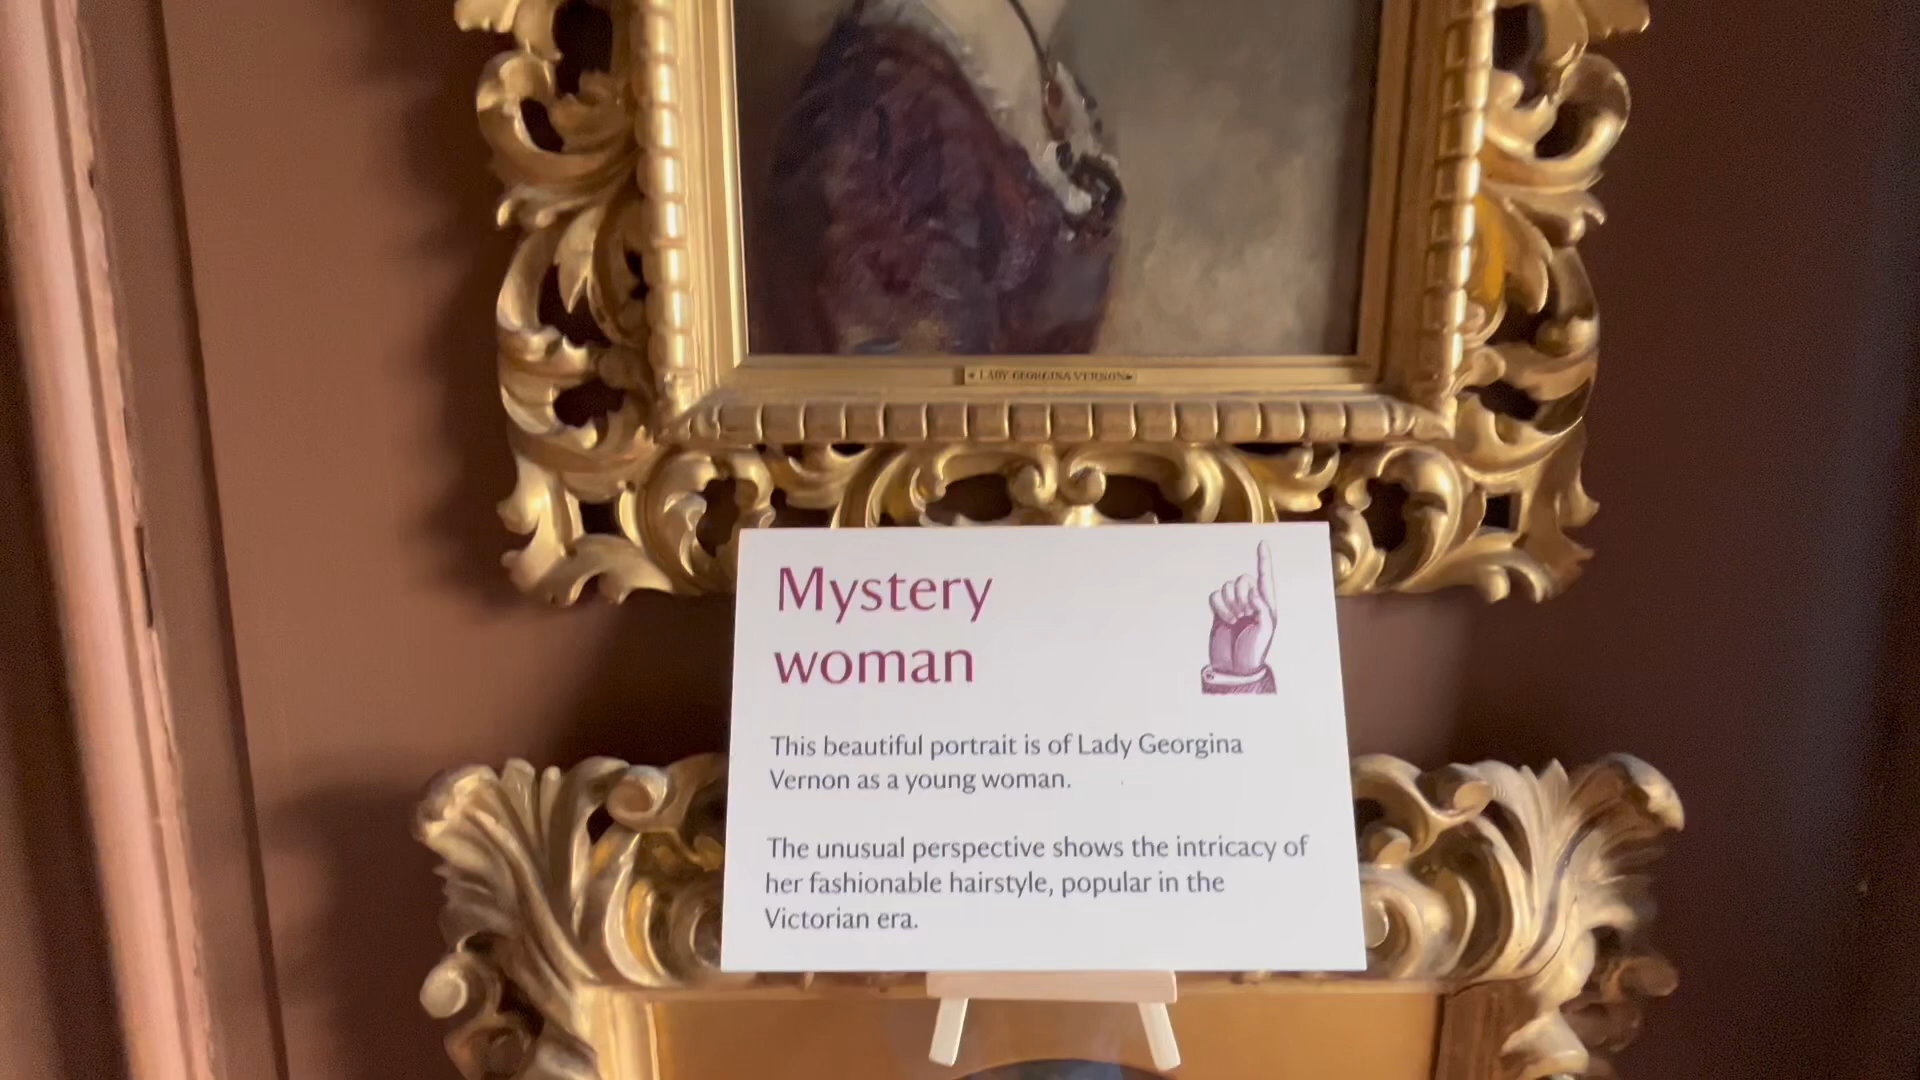 LADY GEORGINA VERNON
Mystery
woman
This beautiful portrait is of Lady Georgina
Vernon as a young woman.
The unusual perspective shows the intricacy of
her fashionable hairstyle, popular in the
Victorian era.